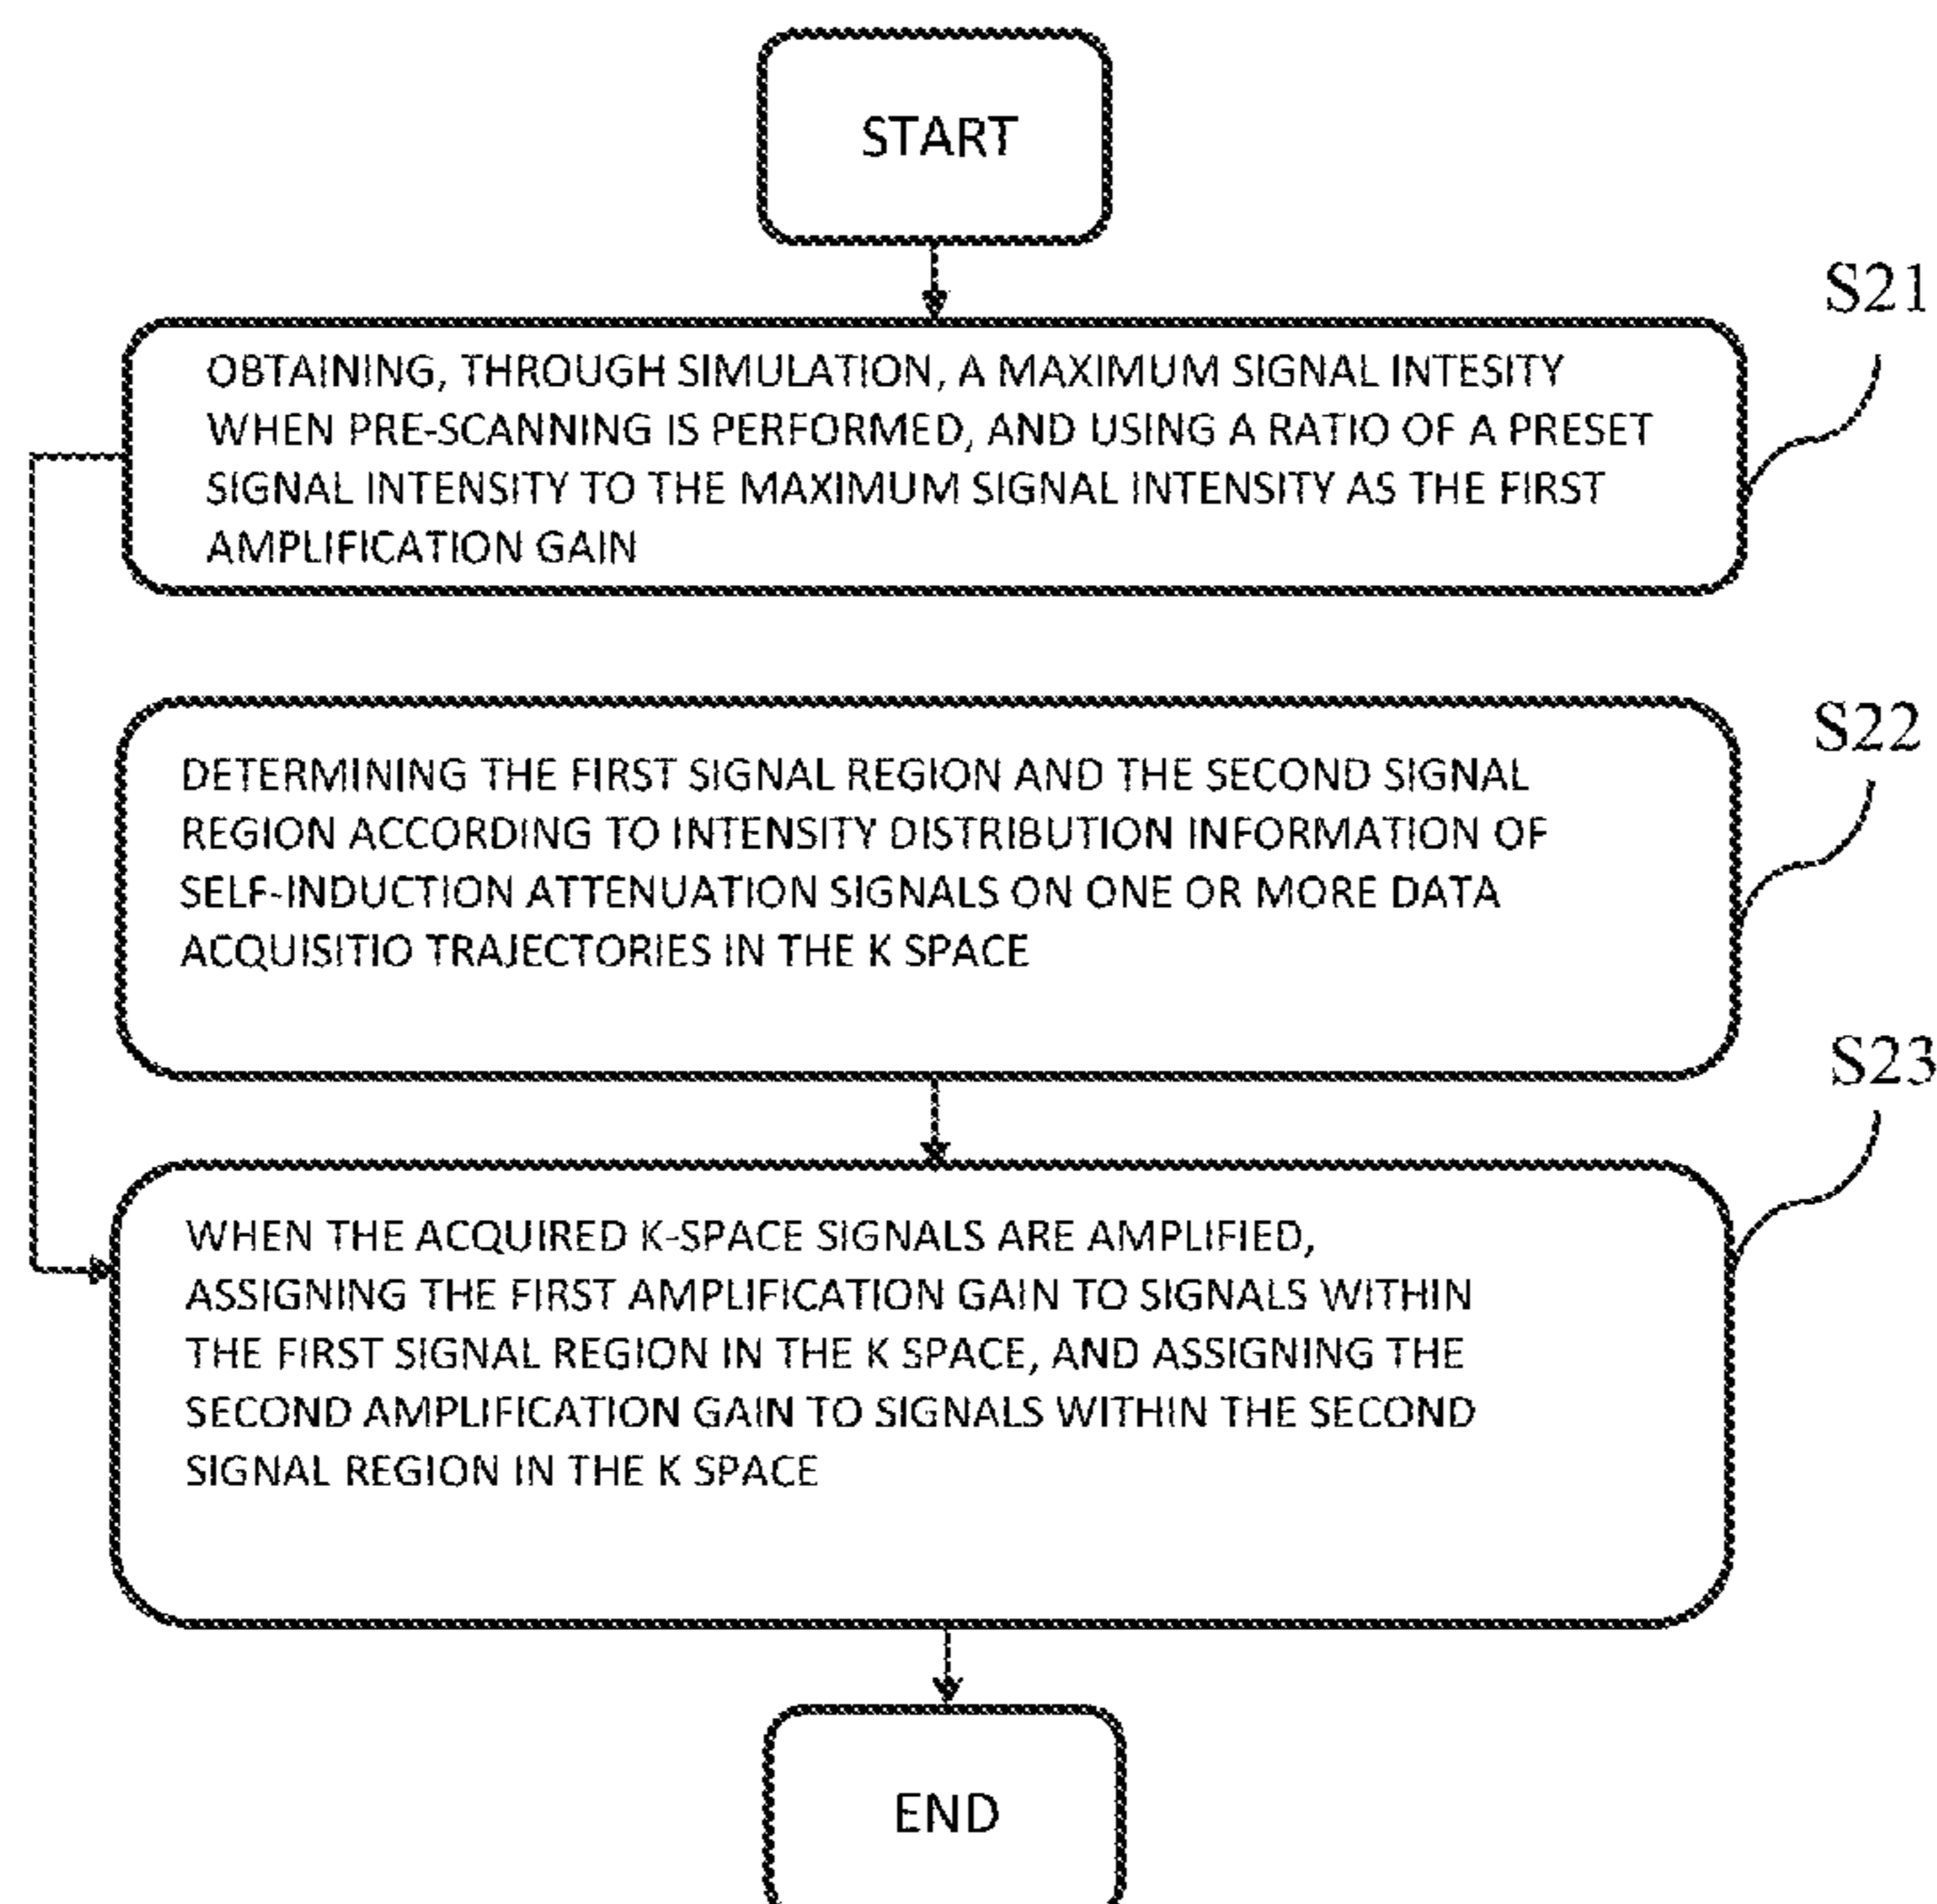 START
S21
OBTAINING, THROUGH SIMULATION, A MAXIMUM SIGNAL INTESITY
WHEN PRE-SCANNING IS PERFORMED, AND USING A RATIO OF A PRESET
SIGNAL INTENSITY TO THE MAXIMUM SIGNAL INTENSITY AS THE FIRST
AMPLIFICATION GAIN
S22
DETERMINING THE FIRST SIGNAL REGION AND THE SECOND SIGNAL
REGION ACCORDING TO INTENSITY DISTRIBUTION INFORMATION OF
SELF-INDUCTION ATTENUATION SIGNALS ON ONE OR MORE DATA
ACQUISITIO TRAJECTORIES IN THE K SPACE
S23
WHEN THE ACQUIRED K-SPACE SIGNALS ARE AMPLIFIED,
ASSIGNING THE FIRST AMPLIFICATION GAIN TO SIGNALS WITHIN
THE FIRST SIGNAL REGION IN THE K SPACE, AND ASSIGNING THE
SECOND AMPLIFICATION GAIN TO SIGNALS WITHIN THE SECOND
SIGNAL REGION IN THE K SPACE
END